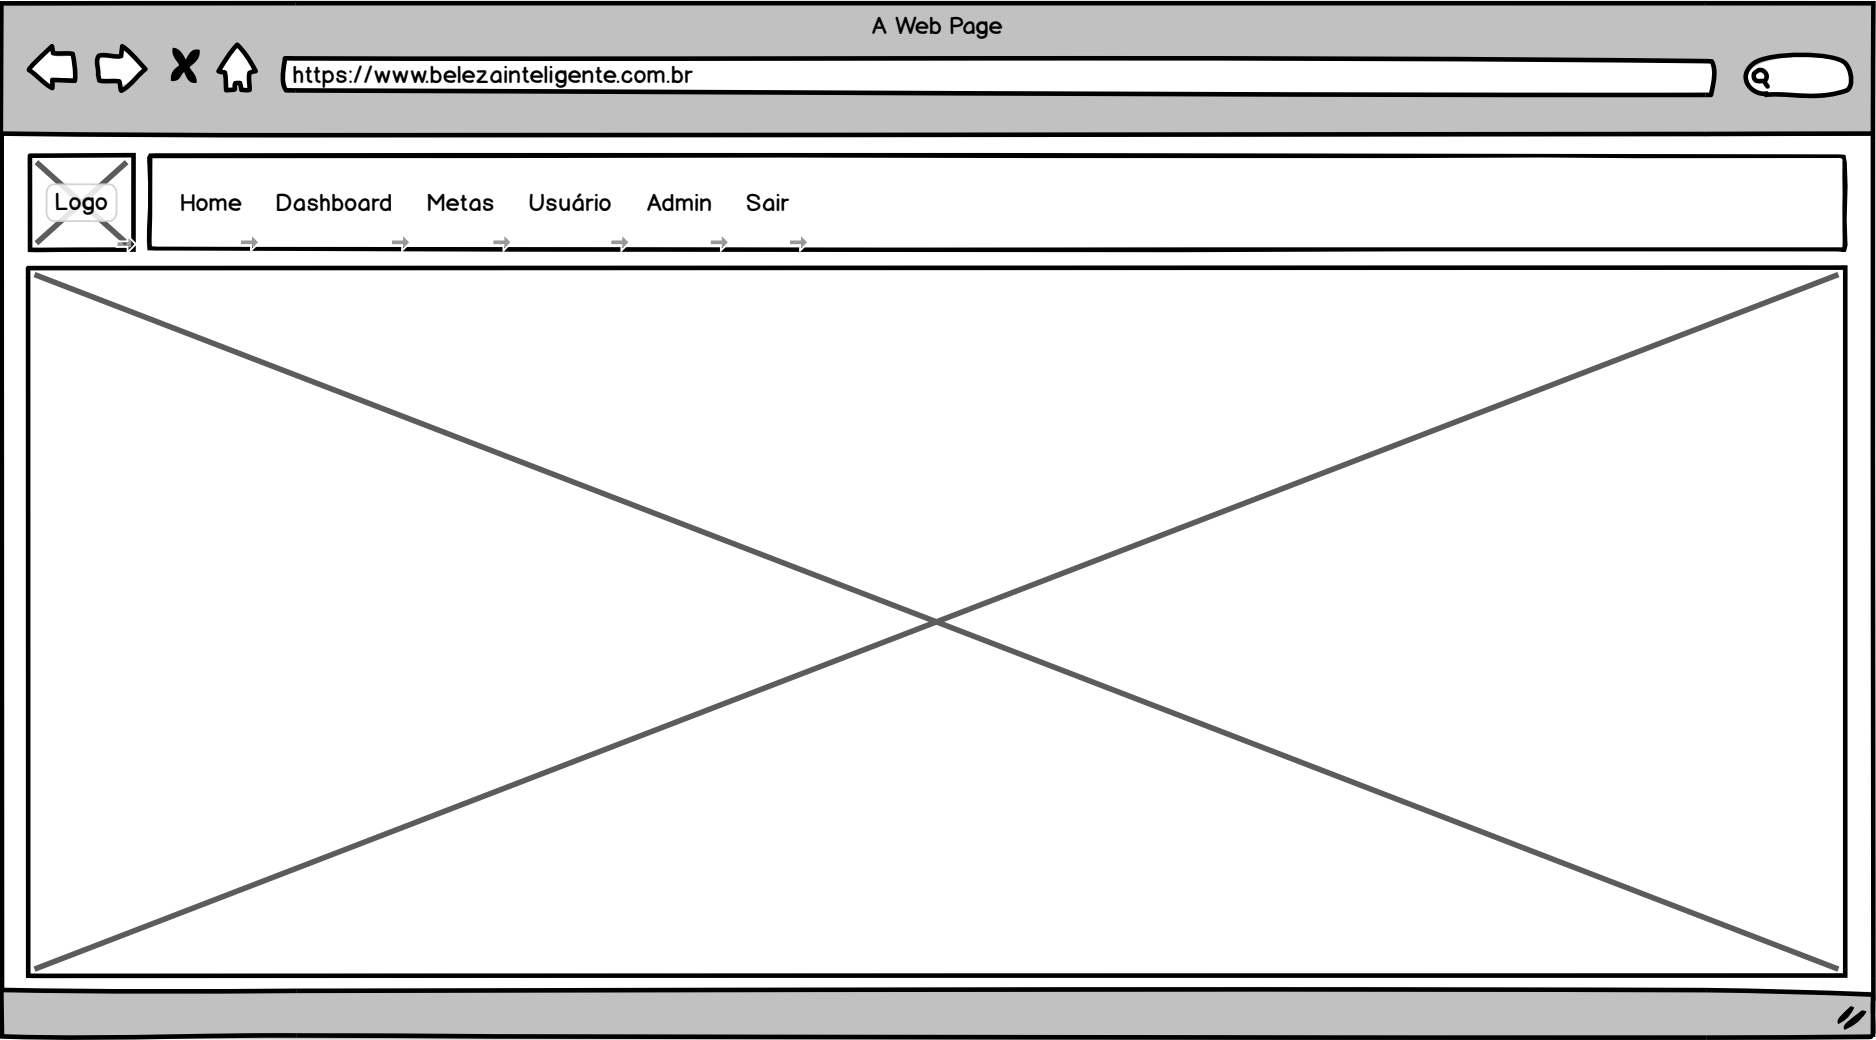 A Web Page
https://www.belezainteligente.com.br
Logo
Home Dashboard Metas Usuário Admin Sair